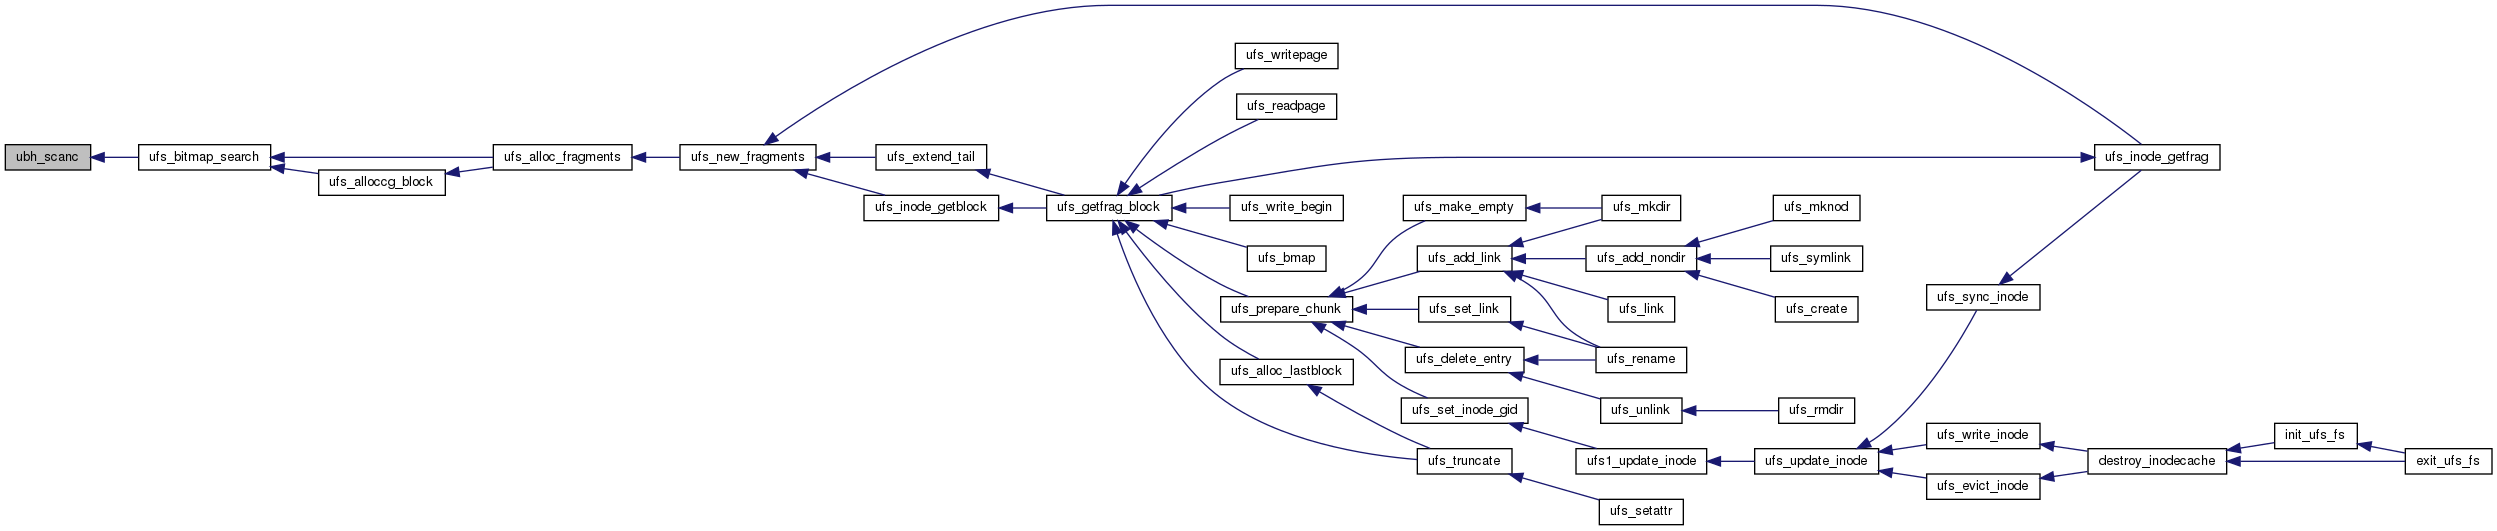 ubh_scanc
ufs_bitmap_search
ufs_alloccg_block
ufs_alloc_fragments
ufs_new_fragments
ufs_extend_tail
ufs_inode_getblock
ufs_getfrag_block
ufs_writepage
ufs_readpage
ufs_write_begin
ufs_bmap
ufs_prepare_chunk
ufs_alloc_lastblock
ufs_make_empty
ufs_add_link
ufs_set_link
ufs_delete_entry
ufs_set_inode_gid
ufs_truncate
ufs_mkdir
ufs_add_nondir
ufs_link
ufs_rename
ufs_unlink
ufs1_update_inode
ufs_setattr
ufs_mknod
ufs_symlink
ufs_create
ufs_rmdir
ufs_update_inode
ufs_sync_inode
ufs_write_inode
ufs_evict_inode
ufs_inode_getfrag
destroy_inodecache
init_ufs_fs
exit_ufs_fs